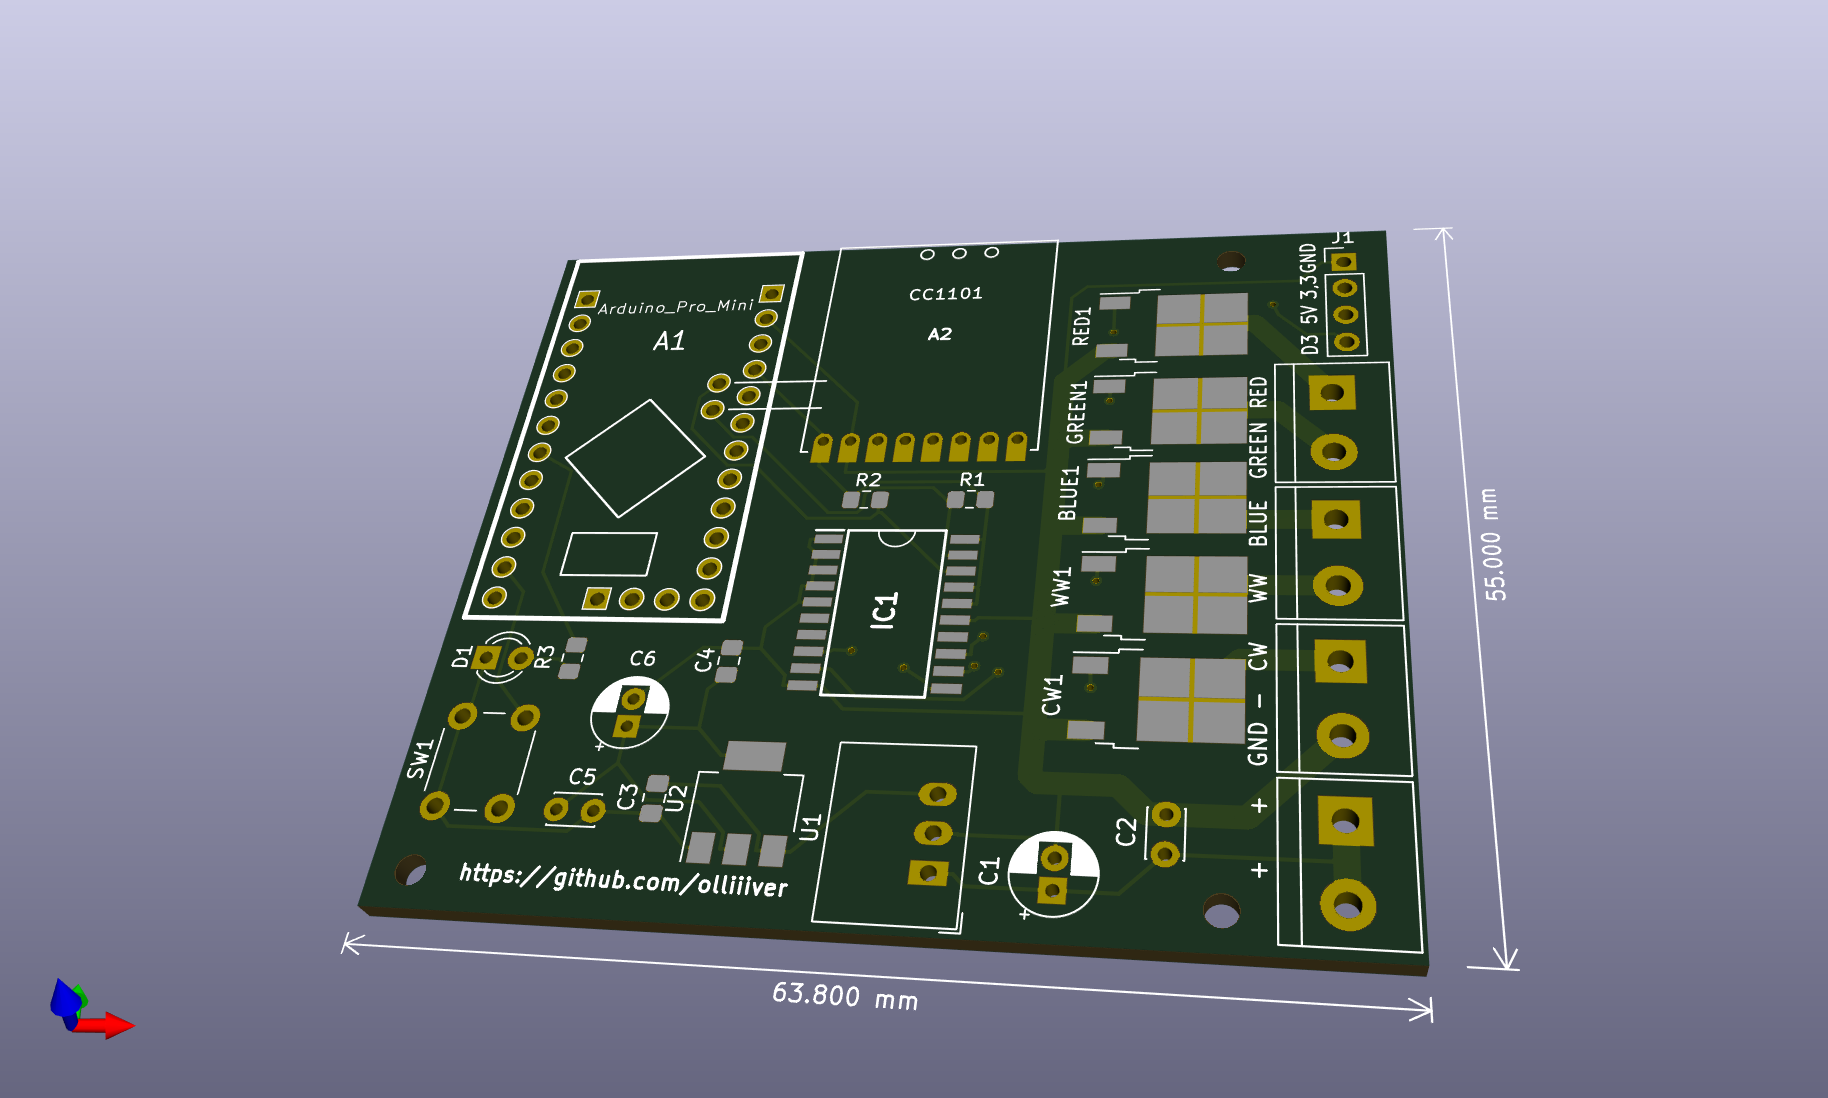 J1
GND
3,3
5V
D3
Arduino_Pro_Mini
A1
CC1101
A2
RED1
GREEN1
BLUE1
WW1
CW1
RED
GREEN
BLUE
WW
CW
GND -
+
+
R2
R1
IC1
D1
R3
C6
C4
+
SW1
C5
C3
U2
U1
C1
+
C2
https://github.com/olliiiver
63.800 mm
55.000 mm